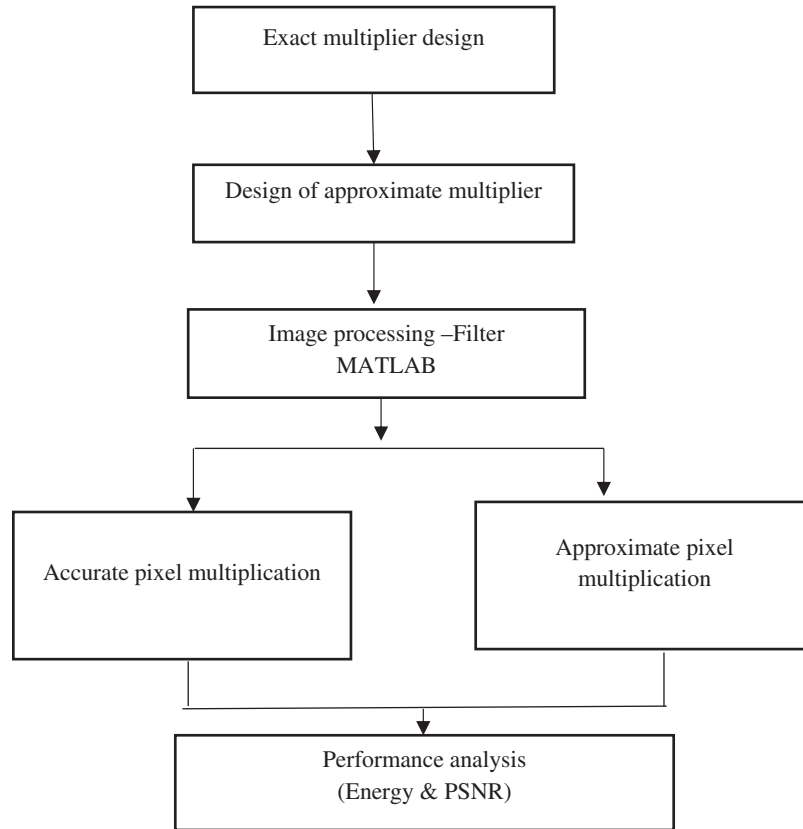 Exact multiplier design
Design of approximate multiplier
Image processing –Filter
MATLAB
Accurate pixel multiplication
Approximate pixel
multiplication
Performance analysis
(Energy & PSNR)